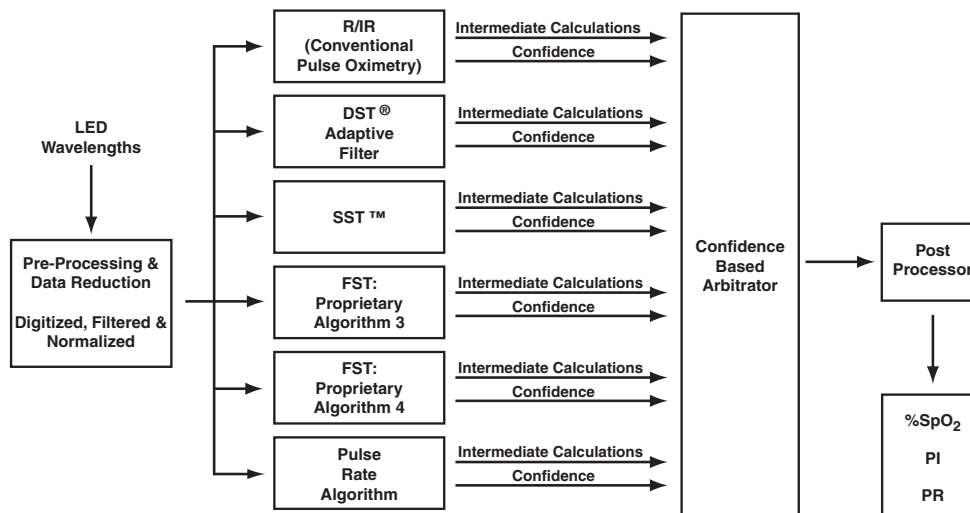 LED
Wavelengths
Pre-Processing &
Data Reduction
Digitized, Filtered &
Normalized
R/IR
(Conventional
Pulse Oximetry)
Intermediate Calculations
Confidence
DST ®
Adaptive
Filter
Intermediate Calculations
Confidence
SST ™
Intermediate Calculations
Confidence
FST:
Proprietary
Algorithm 3
Intermediate Calculations
Confidence
FST:
Proprietary
Algorithm 4
Intermediate Calculations
Confidence
Pulse
Rate
Algorithm
Intermediate Calculations
Confidence
Confidence
Based
Arbitrator
Post
Processor
%SpO₂
PI
PR